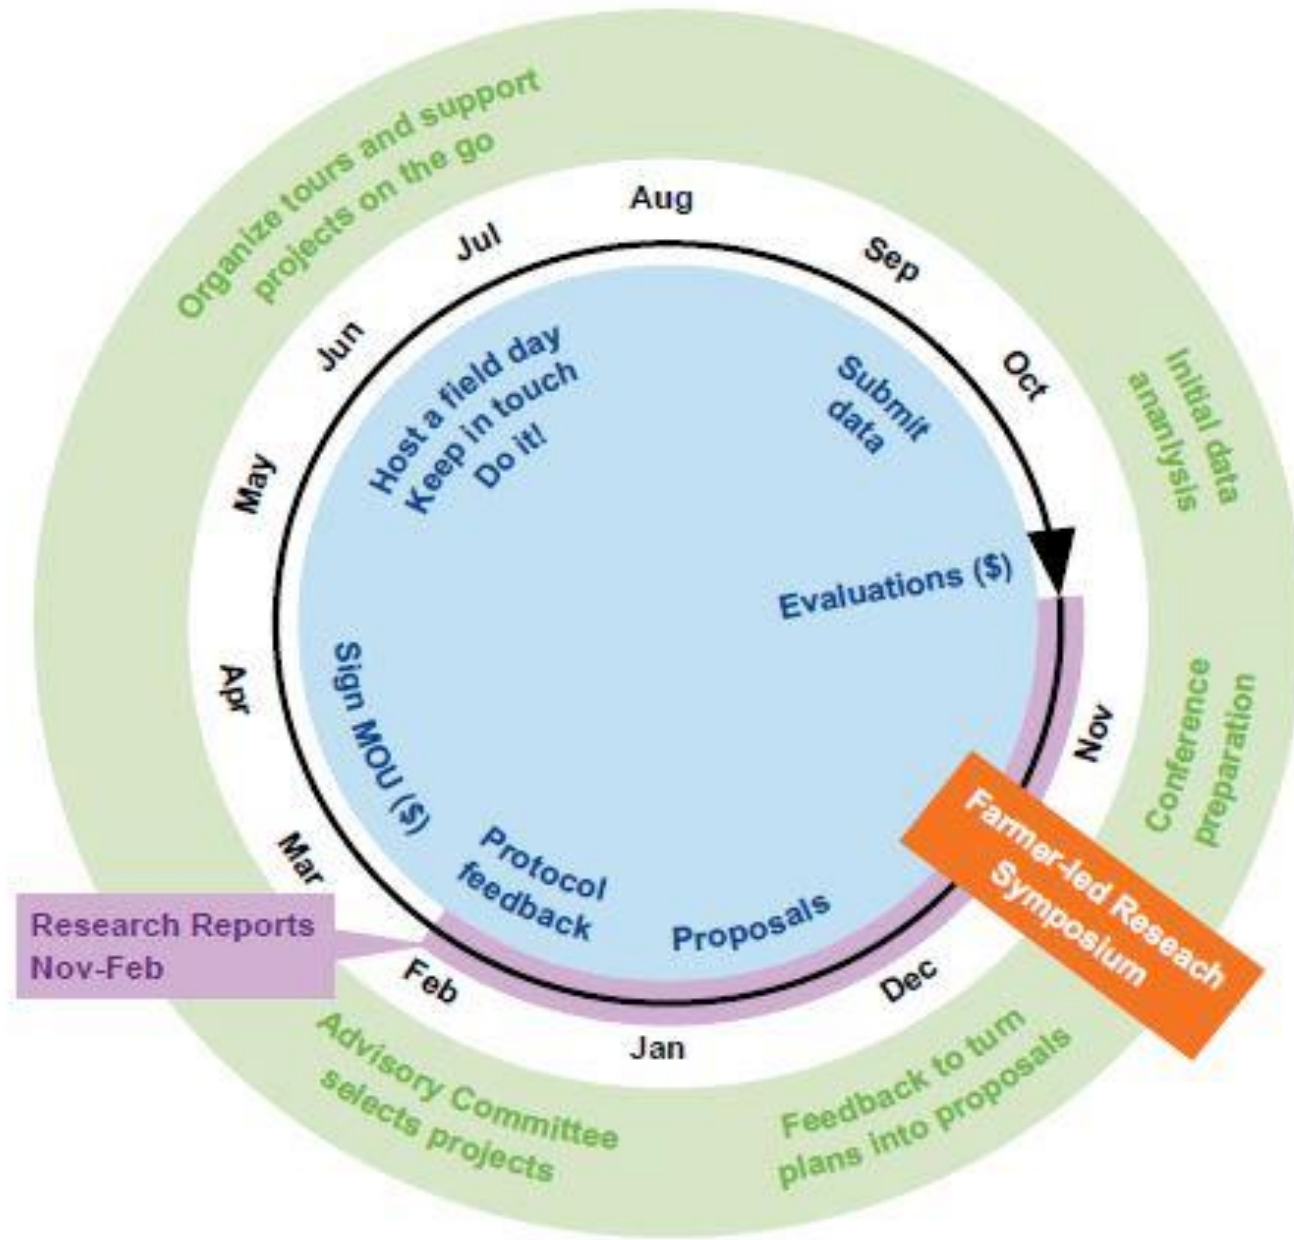 Organize tours and support
projects on the go
Aug
Jul
Sep
Jun
Oct
May
Apr
Mar
Feb
Jan
Dec
Nov
Host a field day
Keep in touch
Do it!
Submit
data
Evaluations ($)
Sign MOU ($)
Protocol
feedback
Proposals
Initial data
ananlysis
Conference
preparation
Farmer-led Reseach
Symposium
Research Reports
Nov-Feb
Advisory Committee
selects projects
Feedback to turn
plans into proposals